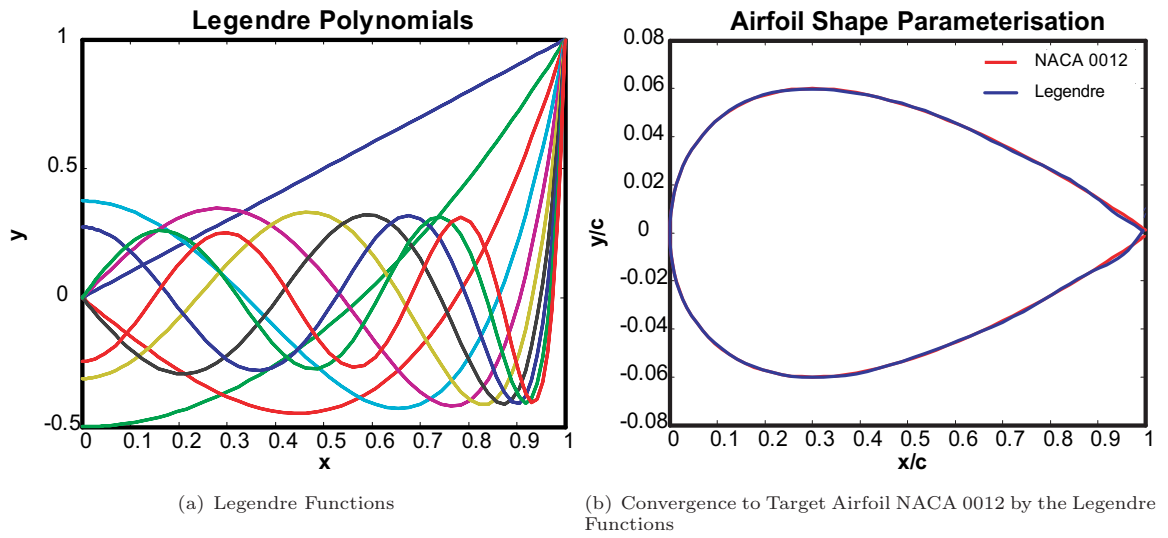 Legendre Polynomials
1
0.5
0
-0.5
y
0 0.1 0.2 0.3 0.4 0.5 0.6 0.7 0.8 0.9 1
x
(a) Legendre Functions
Airfoil Shape Parameterisation
0.08
0.06
0.04
0.02
0
-0.02
-0.04
-0.06
-0.08
y/c
NACA 0012
Legendre
0 0.1 0.2 0.3 0.4 0.5 0.6 0.7 0.8 0.9 1
x/c
(b) Convergence to Target Airfoil NACA 0012 by the Legendre
Functions